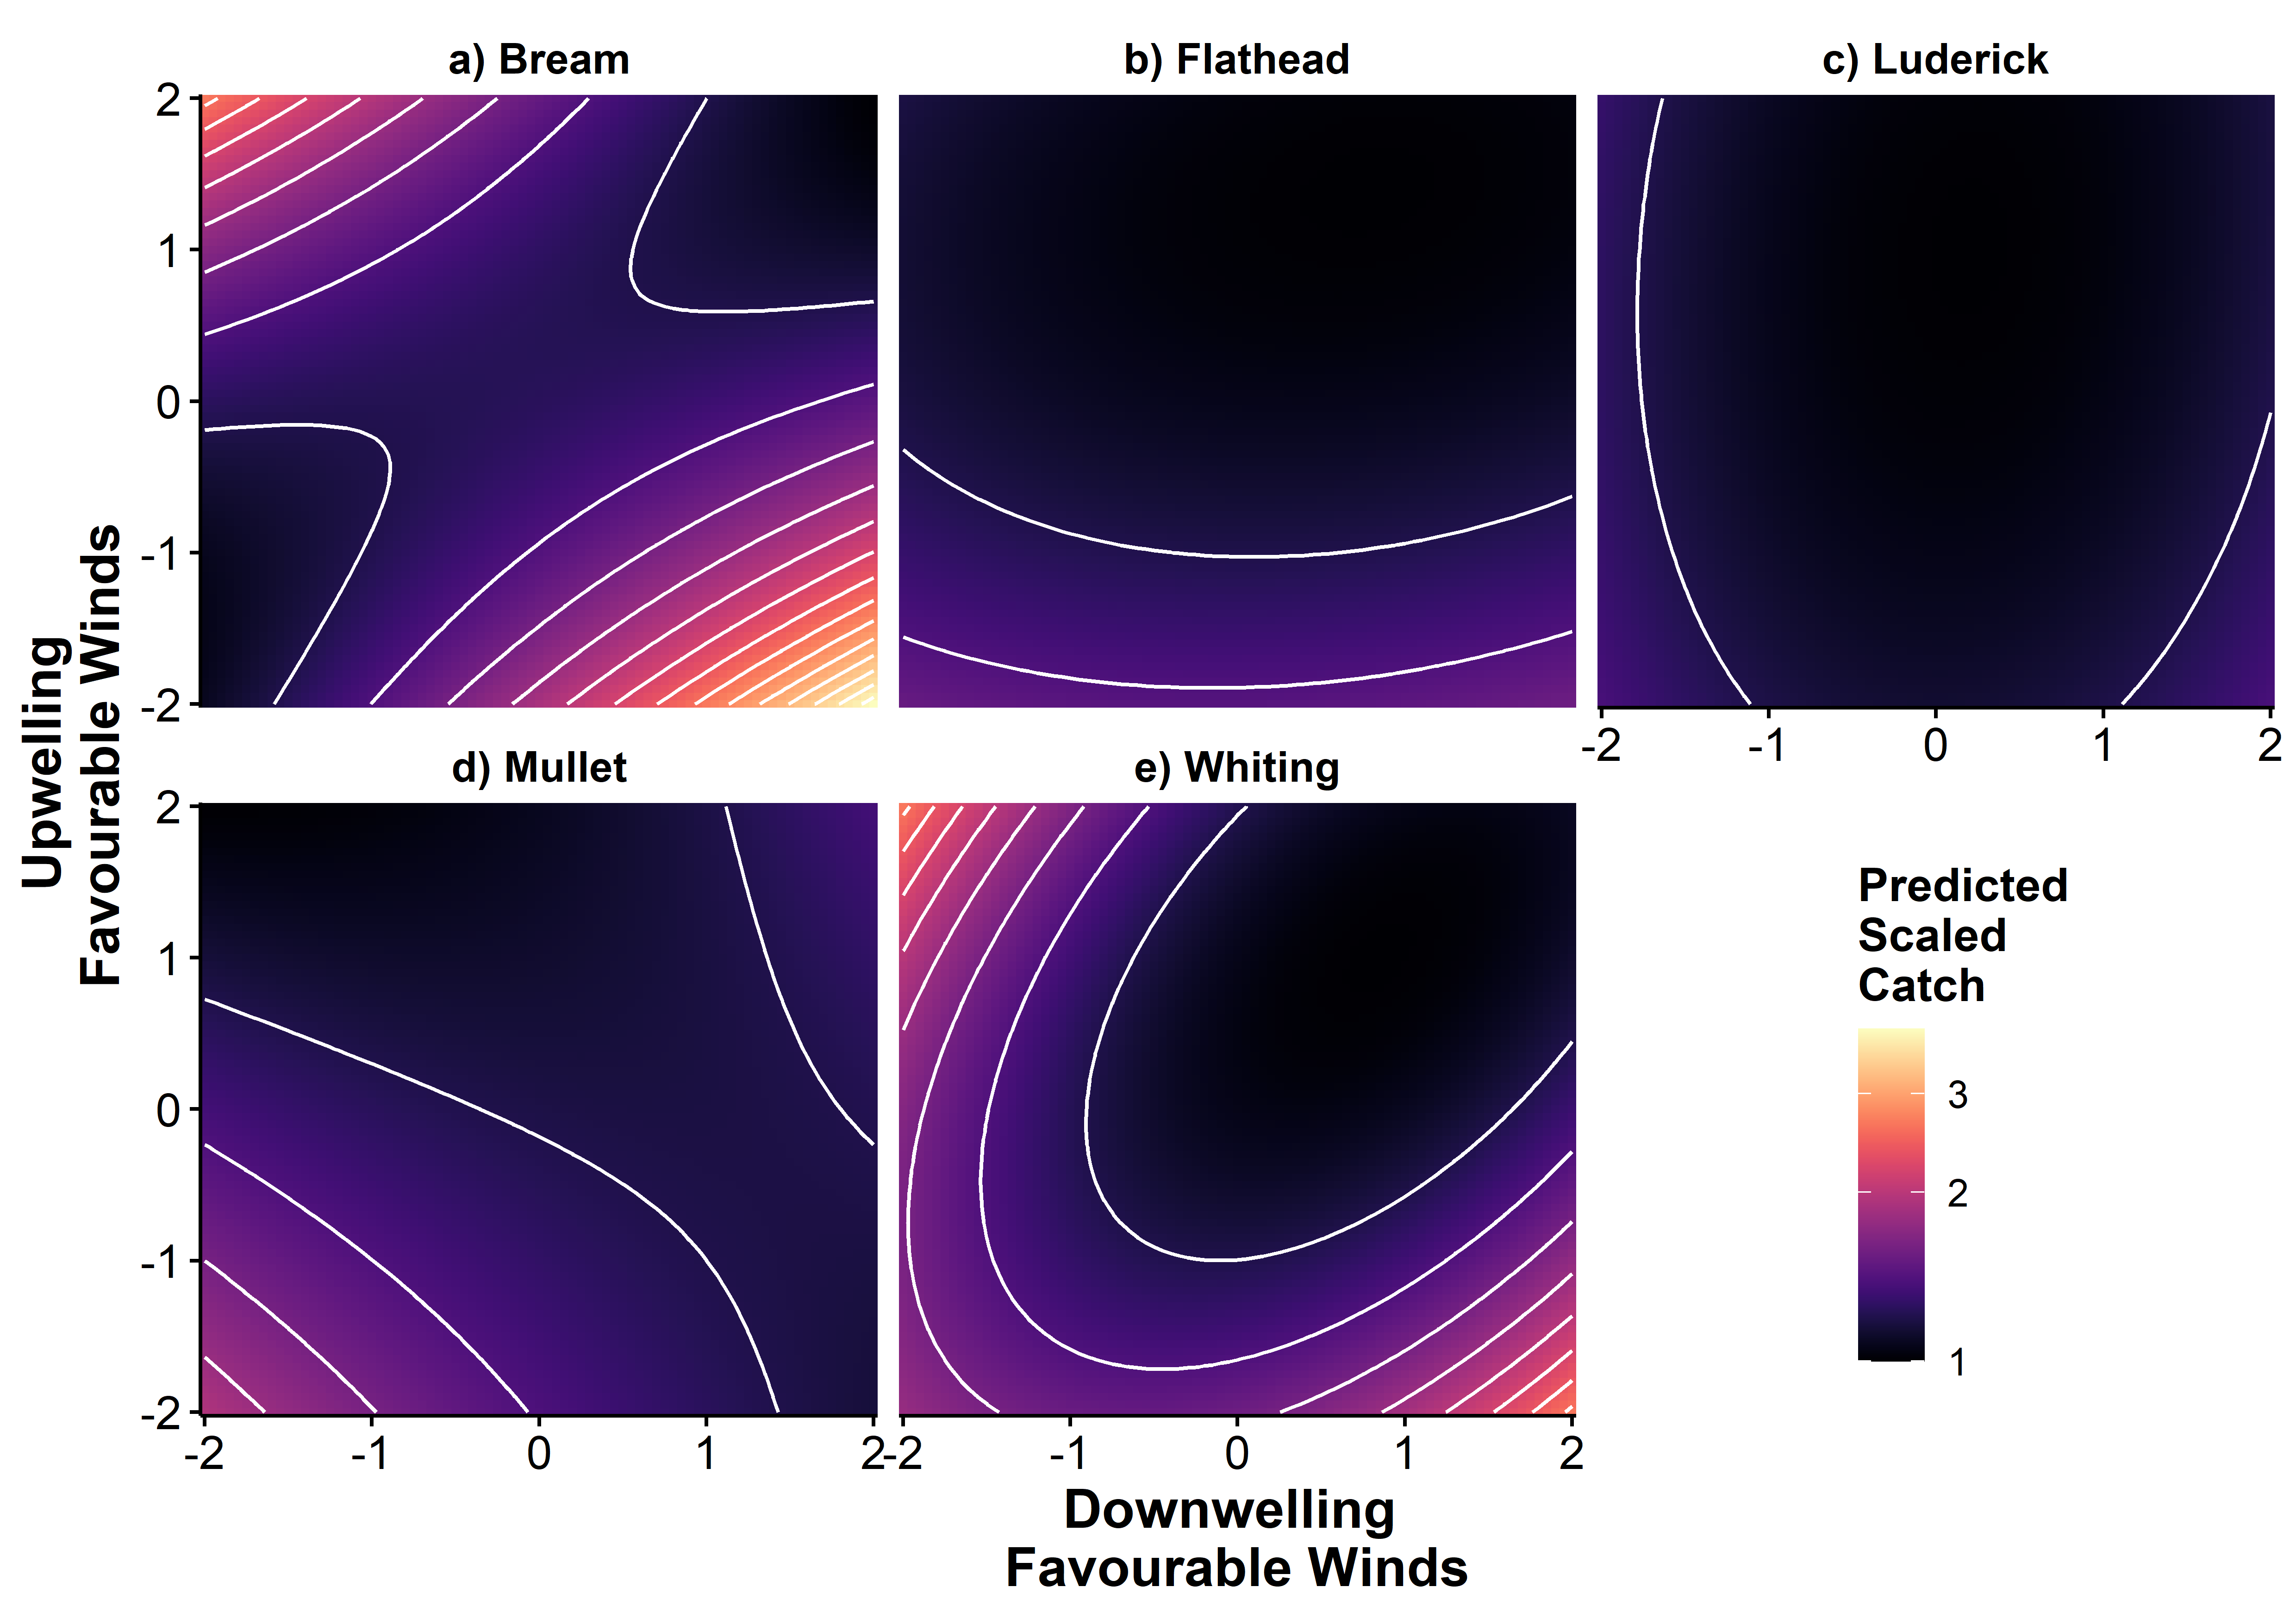 a) Bream
b) Flathead
c) Luderick
2
1
0
-1
-2
-2 -1 0 1 2
Upwelling
Favourable Winds
d) Mullet
e) Whiting
2
1
0
-1
-2
-2 -1 0 1 2
-2 -1 0 1 2
Downwelling
Favourable Winds
Predicted
Scaled
Catch
3
2
1